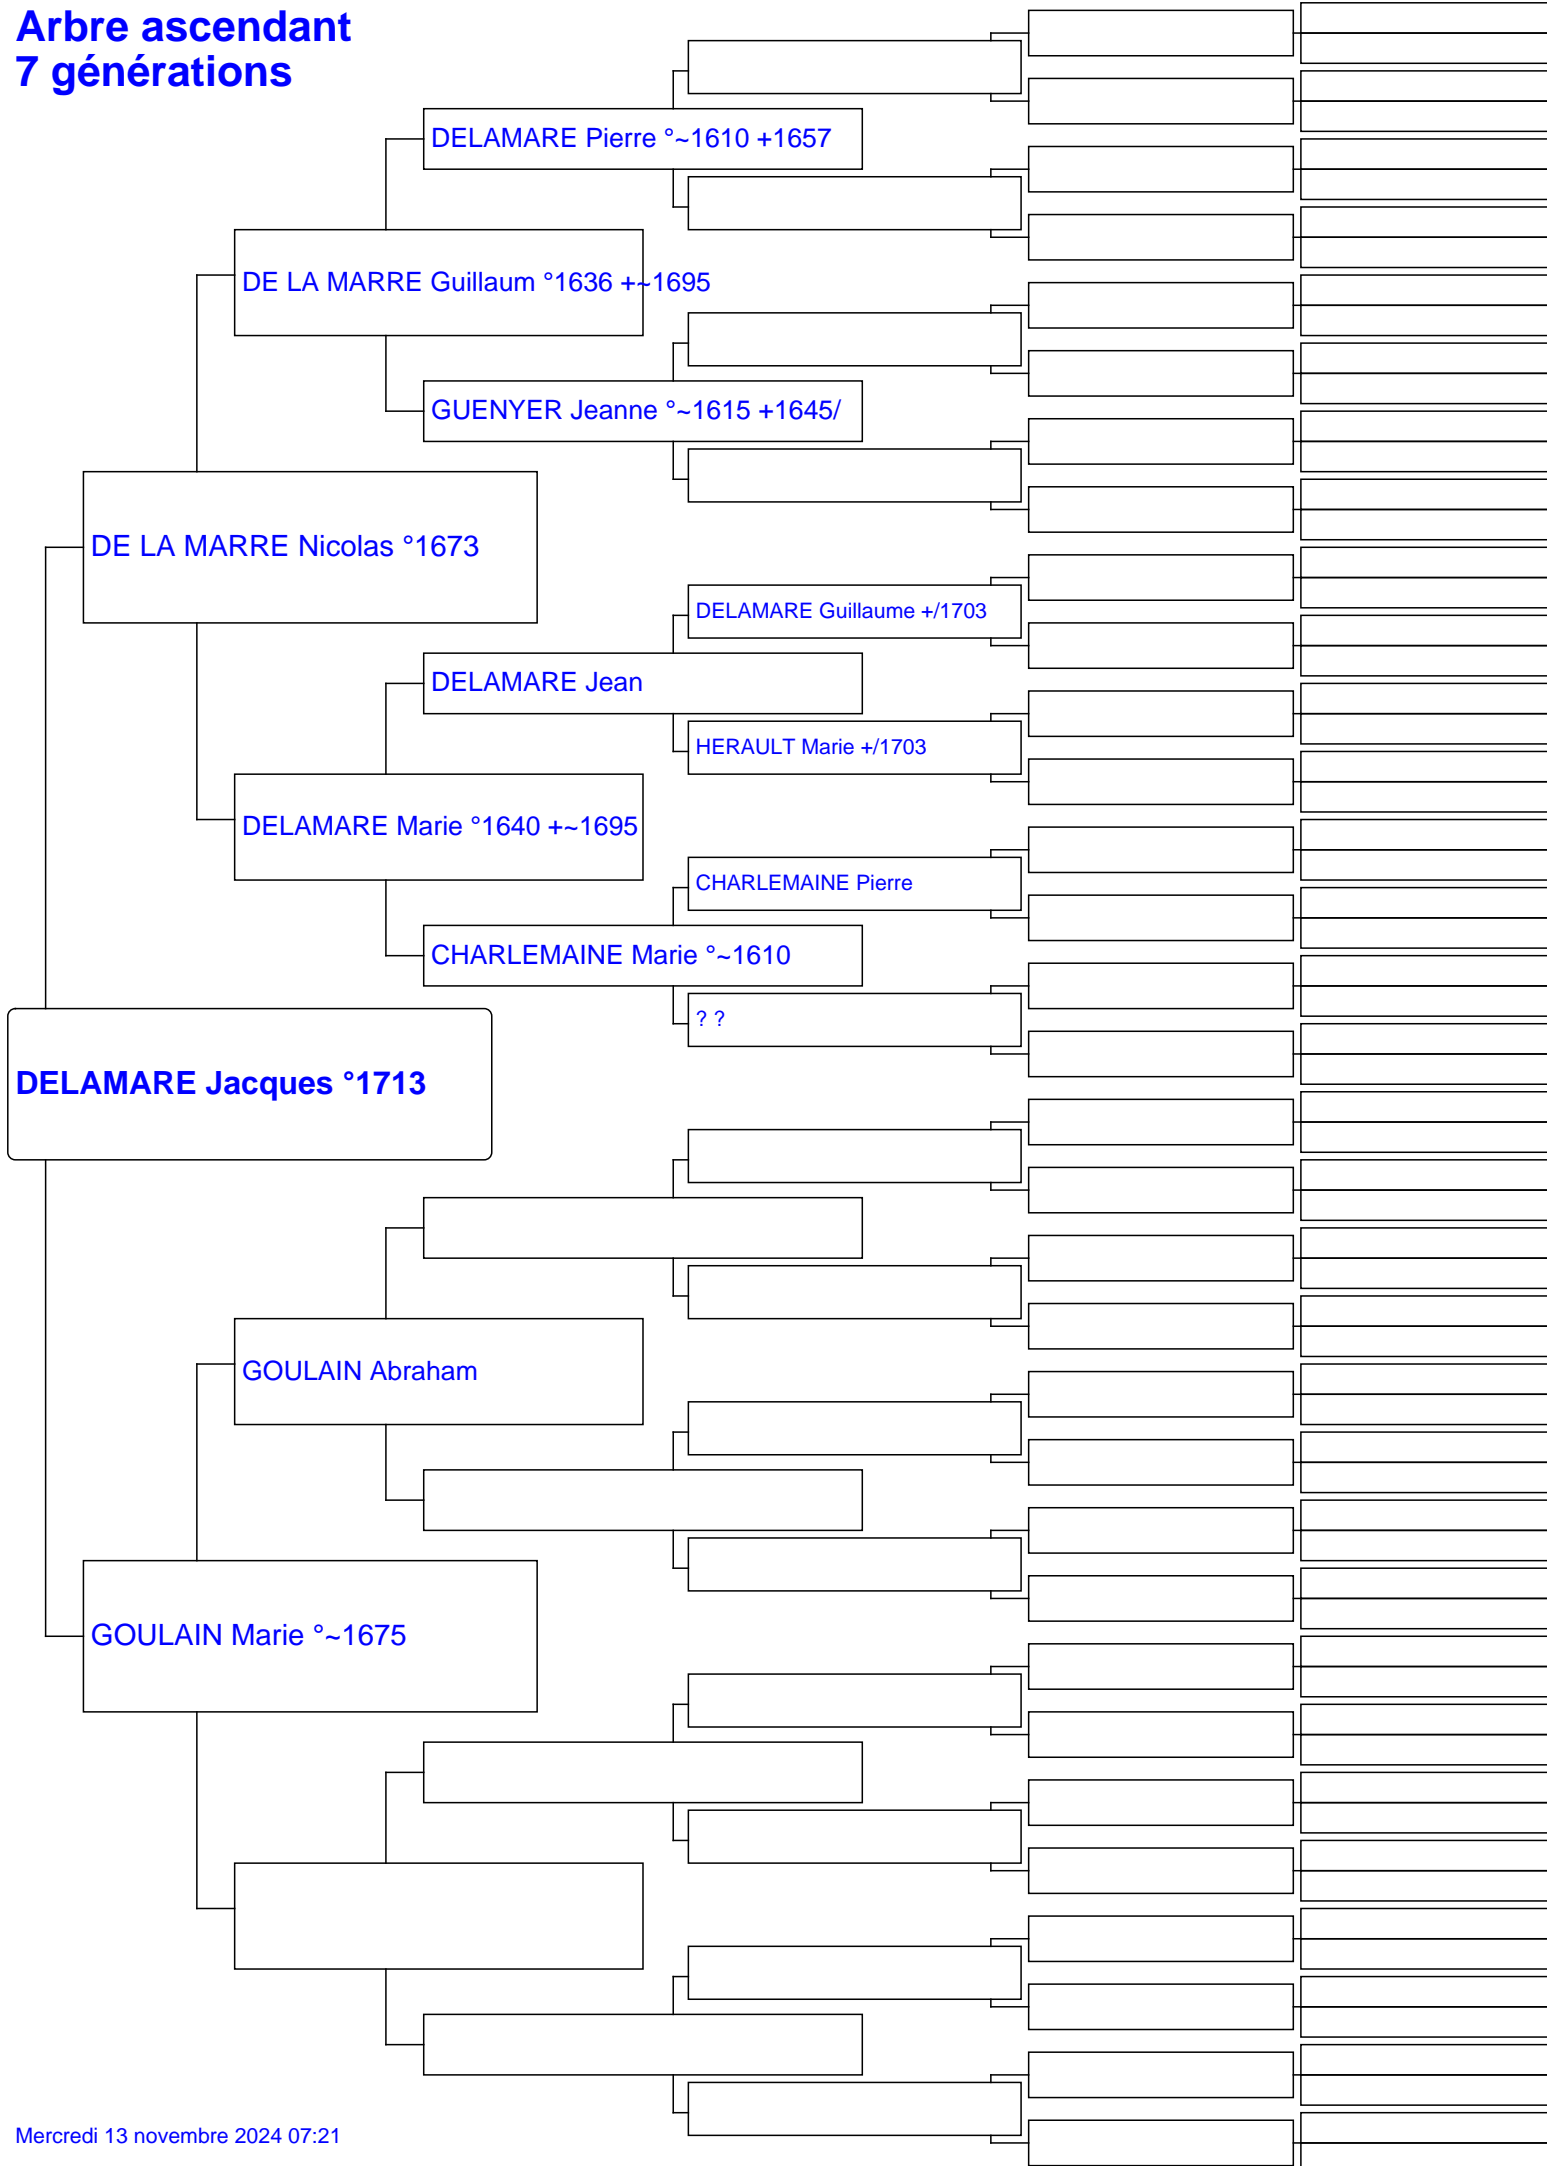 Arbre ascendant
7 générations
DELAMARE Pierre °~1610 +1657
DE LA MARRE Guillaum °1636 +~1695
GUENYER Jeanne °~1615 +1645/
DE LA MARRE Nicolas °1673
DELAMARE Guillaume +/1703
DELAMARE Jean
HERAULT Marie +/1703
DELAMARE Marie °1640 +~1695
CHARLEMAINE Pierre
CHARLEMAINE Marie °~1610
? ?
DELAMARE Jacques °1713
GOULAIN Abraham
GOULAIN Marie °~1675
Mercredi 13 novembre 2024 07:21